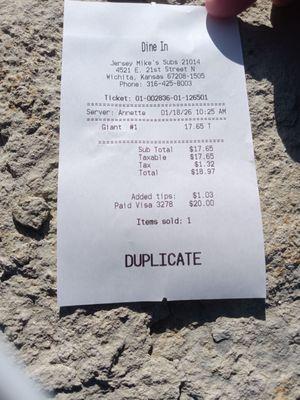 Dine In
Jersey Mike's Subs 21014
4521 E. 21st Street N
Wichita, Kansas 67208-1505
Phone: 316-425-8003
Ticket: 01-002836-01-126501
Server: Annette 01/18/26 10:25 AM
Giant #1 17.65 T
Sub Total $17.65
Taxable $17.65
Tax $1.32
Total $18.97
Added tips: $1.03
Paid Visa 3278 $20.00
Items sold: 1
DUPLICATE